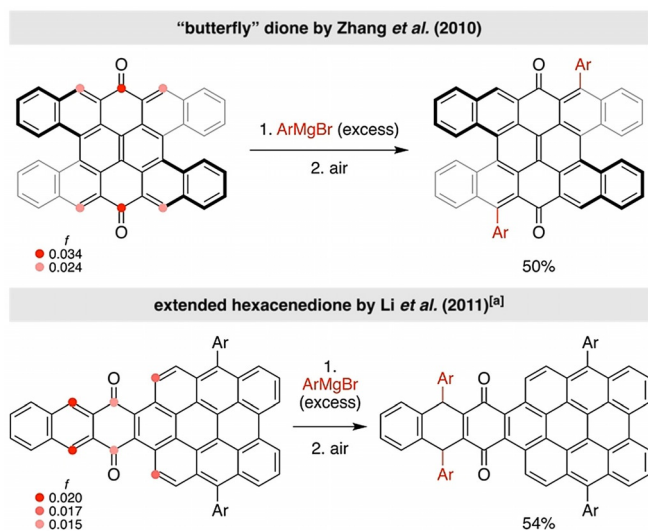 "butterfly" dione by Zhang et al. (2010)
O
O
Ar
1. ArMgBr (excess)
2. air
f
0.034
0.024
O
Ar
O
50%
extended hexacenedione by Li et al. (2011)[a]
Ar
Ar
O
O
1.
ArMgBr
(excess)
2. air
Ar
O
Ar
O
f
0.020
0.017
0.015
Ar
Ar
54%